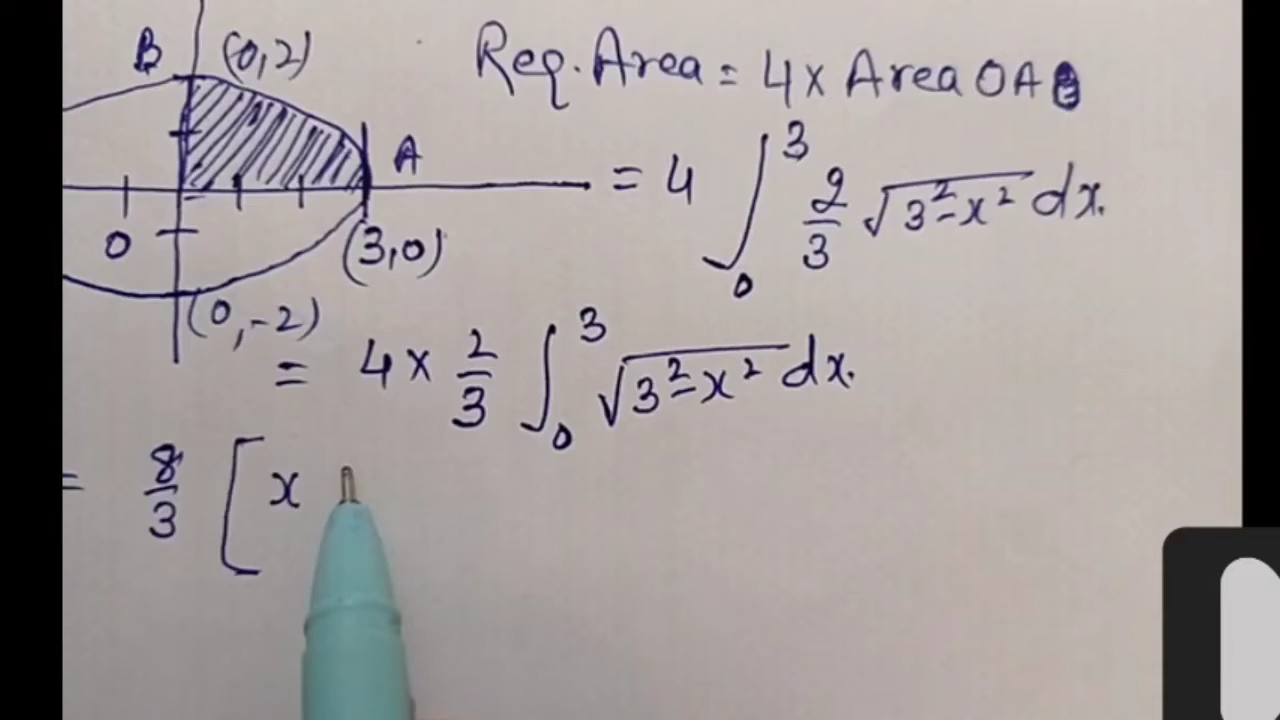 B (0,2)
Req. Area = 4 x Area OAB
A
= 4 ∫₀³ 2/3 √3²-x² dx.
O
(3,0)
(0,-2)
= 4 x 2/3 ∫₀³ √3²-x² dx.
= 8/3 [ x